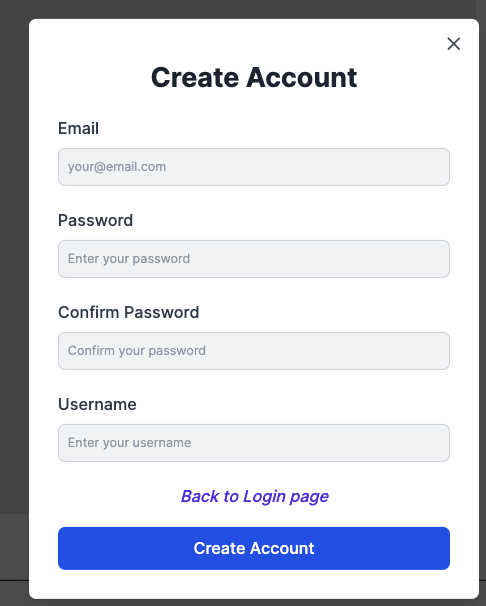 Create Account
Email
your@email.com
Password
Enter your password
Confirm Password
Confirm your password
Username
Enter your username
Back to Login page
Create Account